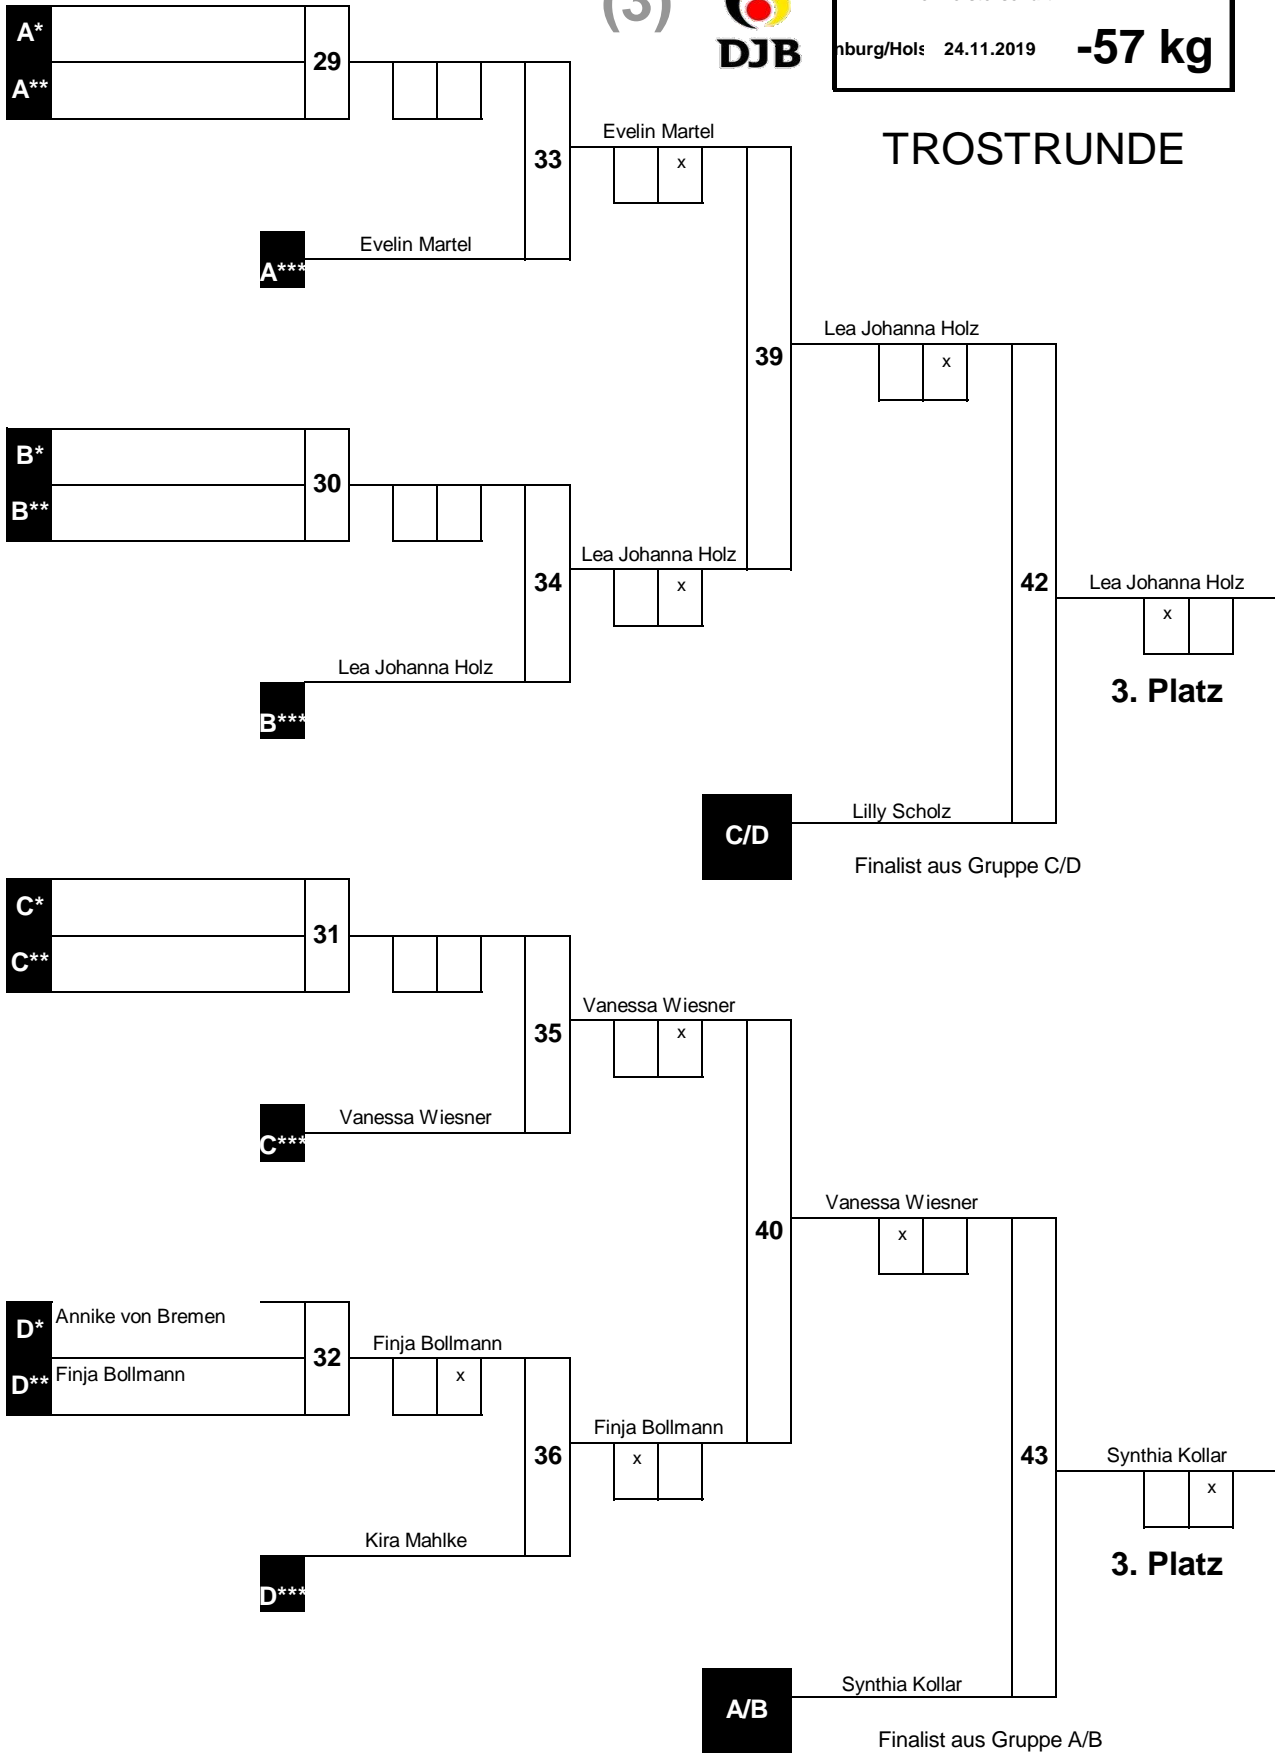 (3)
DJB
24.11.2019
-57 kg
TROSTRUNDE
A*
A**
29
33
Evelin Martel
x
A***
Evelin Martel
39
Lea Johanna Holz
x
B*
B**
30
34
Lea Johanna Holz
x
B***
Lea Johanna Holz
42
Lea Johanna Holz
x
3. Platz
C/D
Lilly Scholz
Finalist aus Gruppe C/D
C*
C**
31
35
Vanessa Wiesner
x
C***
Vanessa Wiesner
40
Vanessa Wiesner
x
D*
Annike von Bremen
D**
Finja Bollmann
32
Finja Bollmann
x
36
Finja Bollmann
x
D***
Kira Mahlke
43
Synthia Kollar
x
3. Platz
A/B
Synthia Kollar
Finalist aus Gruppe A/B